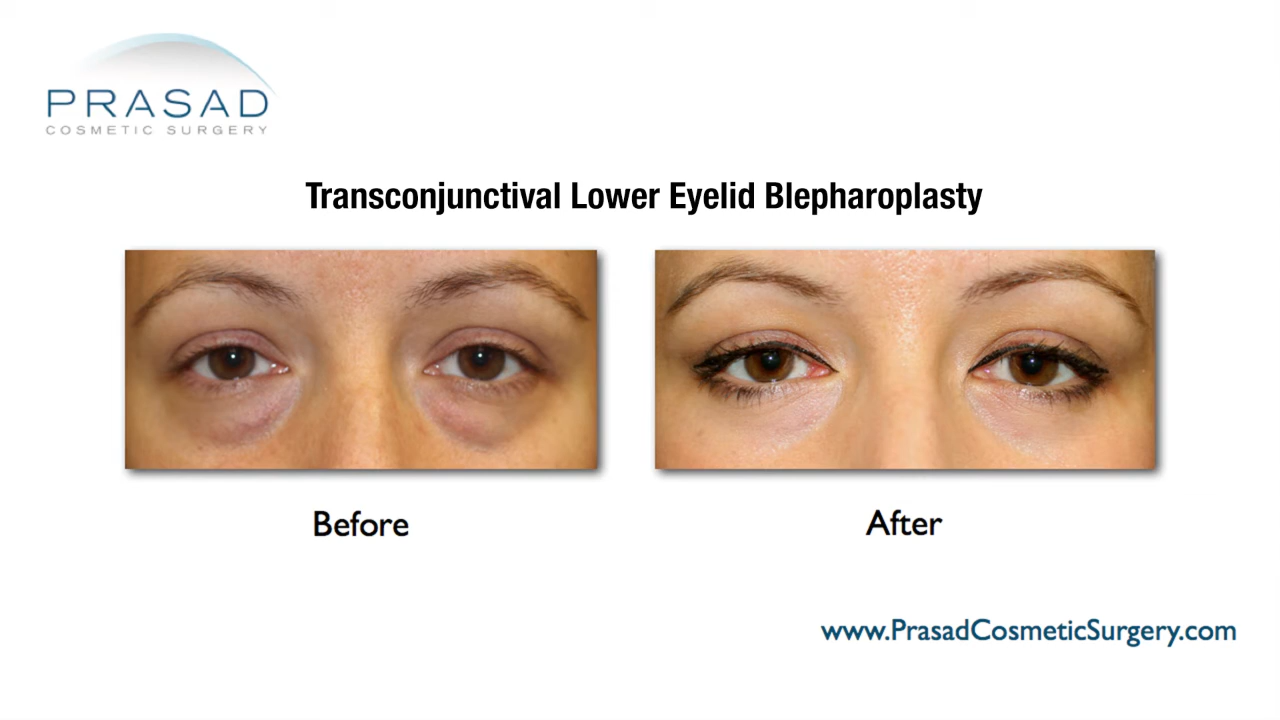 PRASAD
COSMETIC SURGERY
Transconjunctival Lower Eyelid Blepharoplasty
Before
After
www.PrasadCosmeticSurgery.com